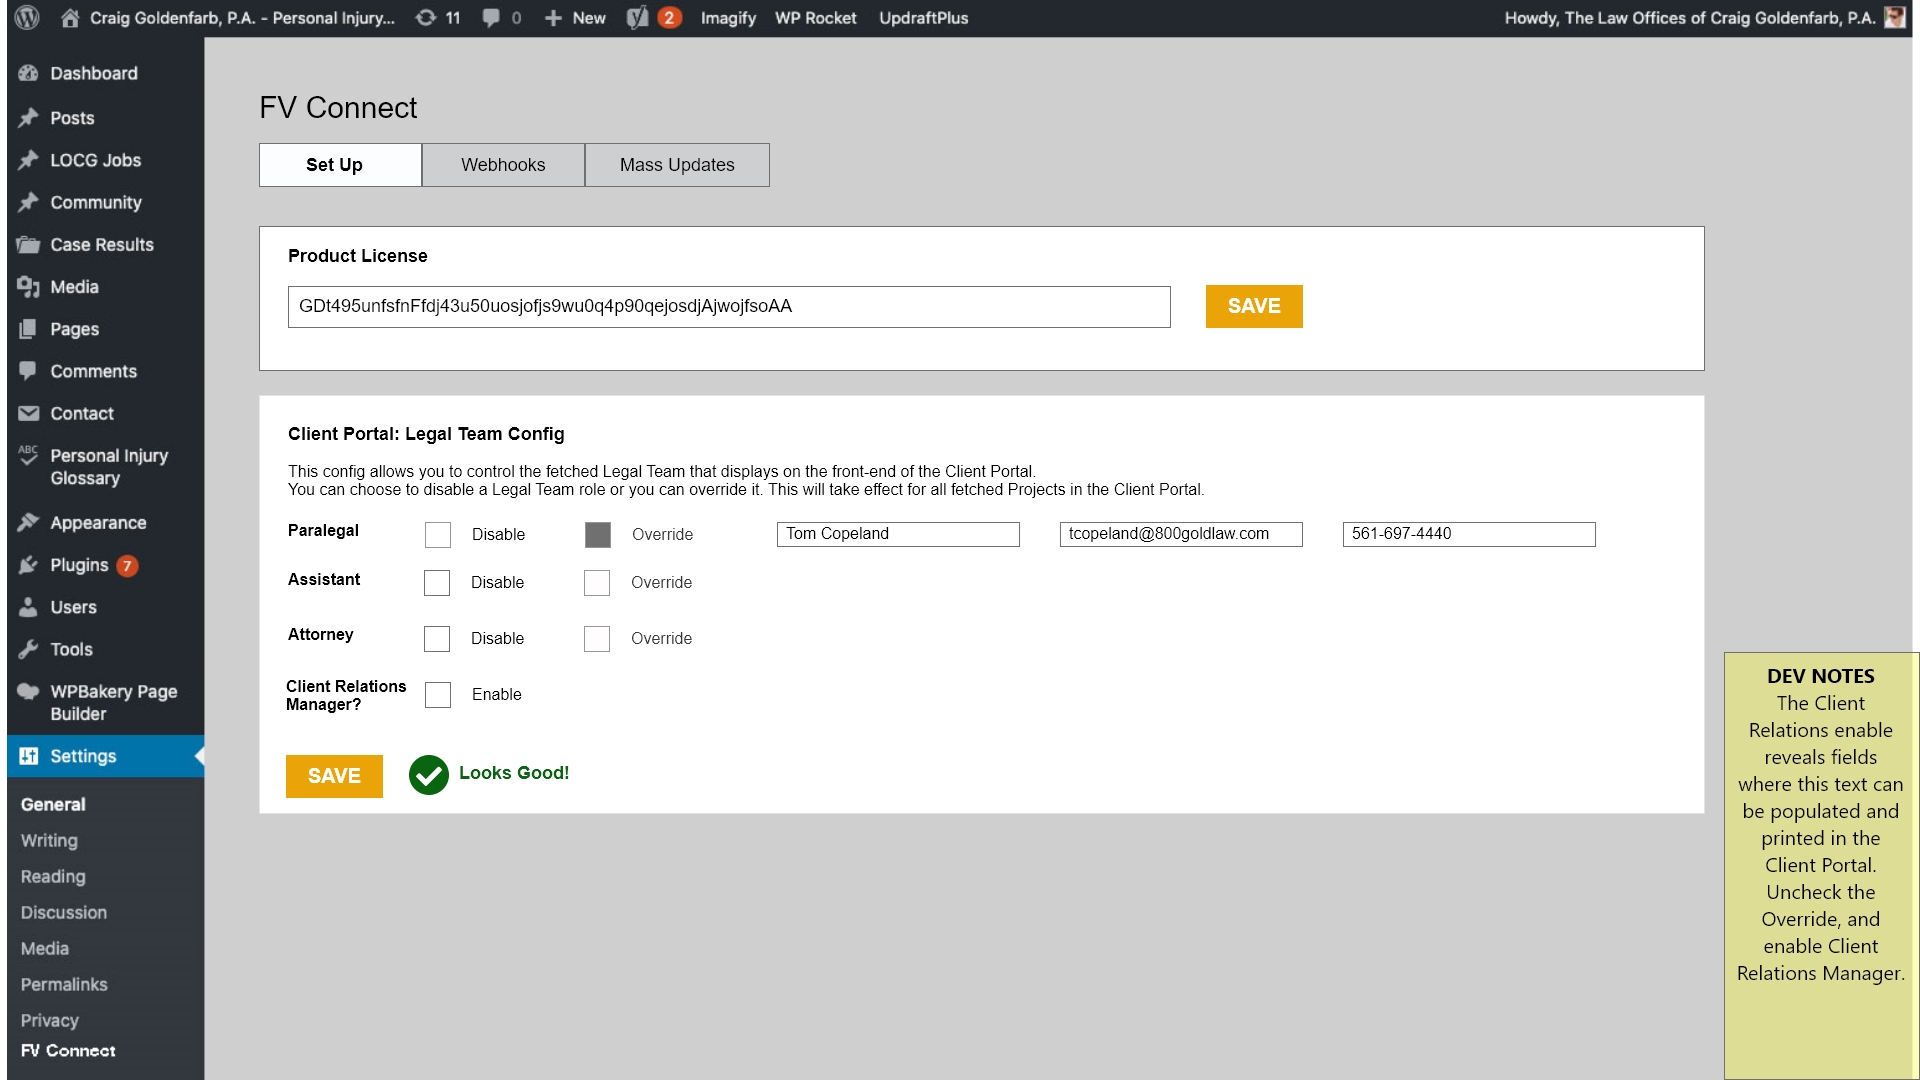 Craig Goldenfarb, P.A. - Personal Injury... 11 0 New 2 Imagify WP Rocket UpdraftPlus Howdy, The Law Offices of Craig Goldenfarb, P.A.
Dashboard
Posts
LOCG Jobs
Community
Case Results
Media
Pages
Comments
Contact
ABC
Personal Injury
Glossary
Appearance
Plugins 7
Users
Tools
WPBakery Page
Builder
Settings
General
Writing
Reading
Discussion
Media
Permalinks
Privacy
FV Connect
FV Connect
Set Up Webhooks Mass Updates
Product License
GDt495unfsfnFfdj43u50uosjofjs9wu0q4p90qejosdjAjwojfsoAA SAVE
Client Portal: Legal Team Config
This config allows you to control the fetched Legal Team that displays on the front-end of the Client Portal.
You can choose to disable a Legal Team role or you can override it. This will take effect for all fetched Projects in the Client Portal.
Paralegal Disable Override Tom Copeland tcopeland@800goldlaw.com 561-697-4440
Assistant Disable Override
Attorney Disable Override
Client Relations
Manager? Enable
SAVE Looks Good!
DEV NOTES
The Client
Relations enable
reveals fields
where this text can
be populated and
printed in the
Client Portal.
Uncheck the
Override, and
enable Client
Relations Manager.